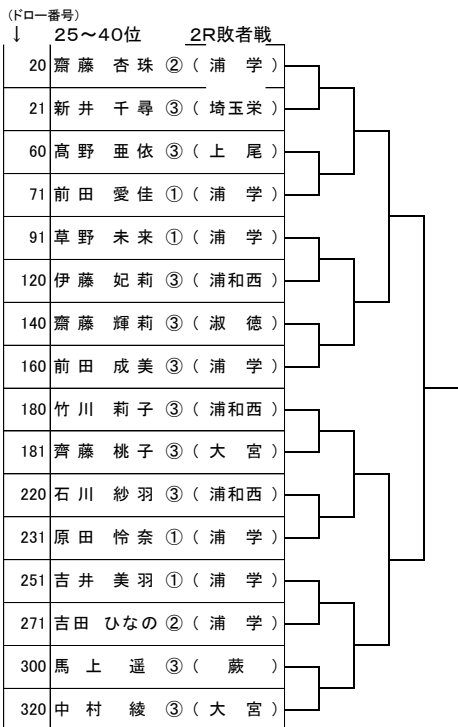 (ドロー番号)
↓ 25～40位 2R敗者戦
20 齋藤 杏珠 ② ( 浦学 )
21 新井 千尋 ③ ( 埼玉栄 )
60 髙野 亜依 ③ ( 上尾 )
71 前田 愛佳 ① ( 浦学 )
91 草野 未来 ① ( 浦学 )
120 伊藤 妃莉 ③ ( 浦和西 )
140 齋藤 輝莉 ③ ( 淑徳 )
160 前田 成美 ③ ( 浦学 )
180 竹川 莉子 ③ ( 浦和西 )
181 齊藤 桃子 ③ ( 大宮 )
220 石川 紗羽 ③ ( 浦和西 )
231 原田 怜奈 ① ( 浦学 )
251 吉井 美羽 ① ( 浦学 )
271 吉田 ひなの ② ( 浦学 )
300 馬上 遥 ③ ( 蕨 )
320 中村 綾 ③ ( 大宮 )